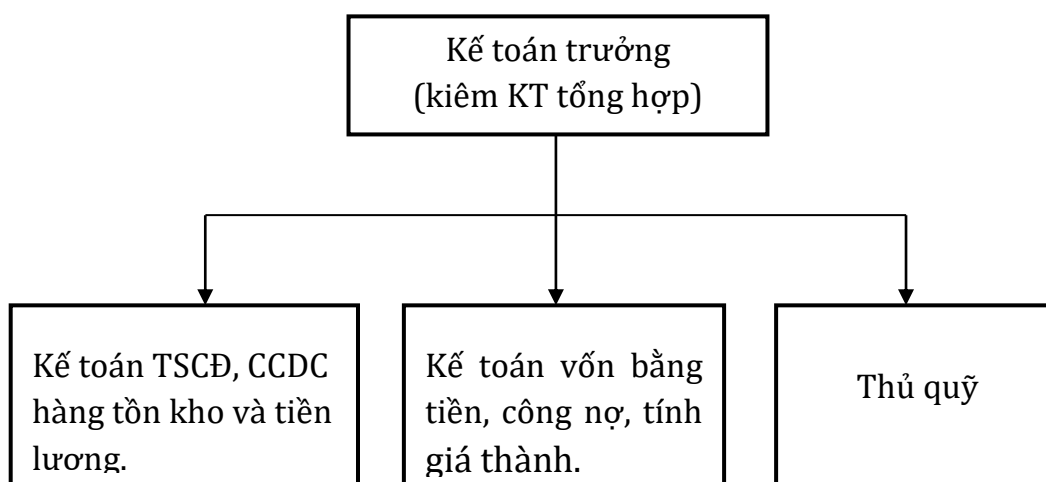 Kế toán trưởng
(kiêm KT tổng hợp)
Kế toán TSCĐ, CCDC
hàng tồn kho và tiền
lương.
Kế toán vốn bằng
tiền, công nợ, tính
giá thành.
Thủ quỹ